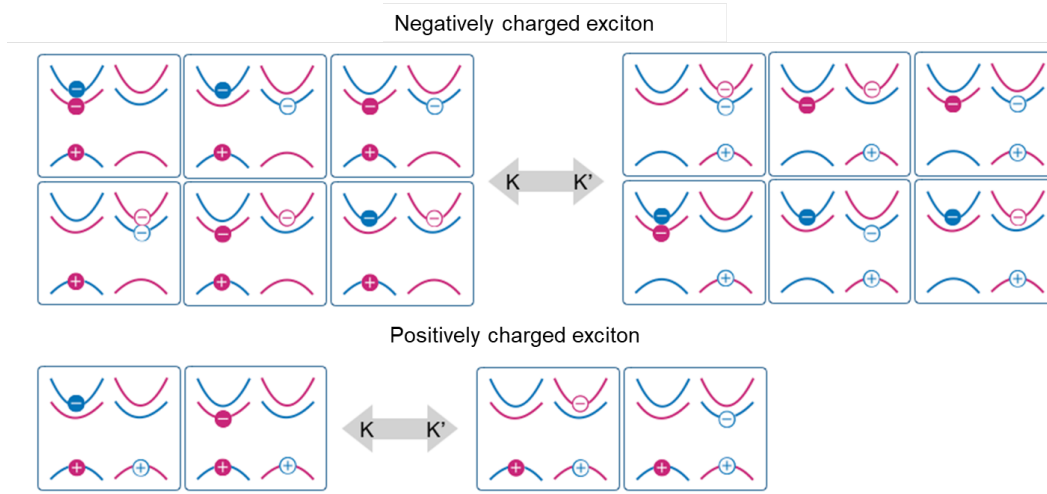 Negatively charged exciton
K K’
Positively charged exciton
K K’